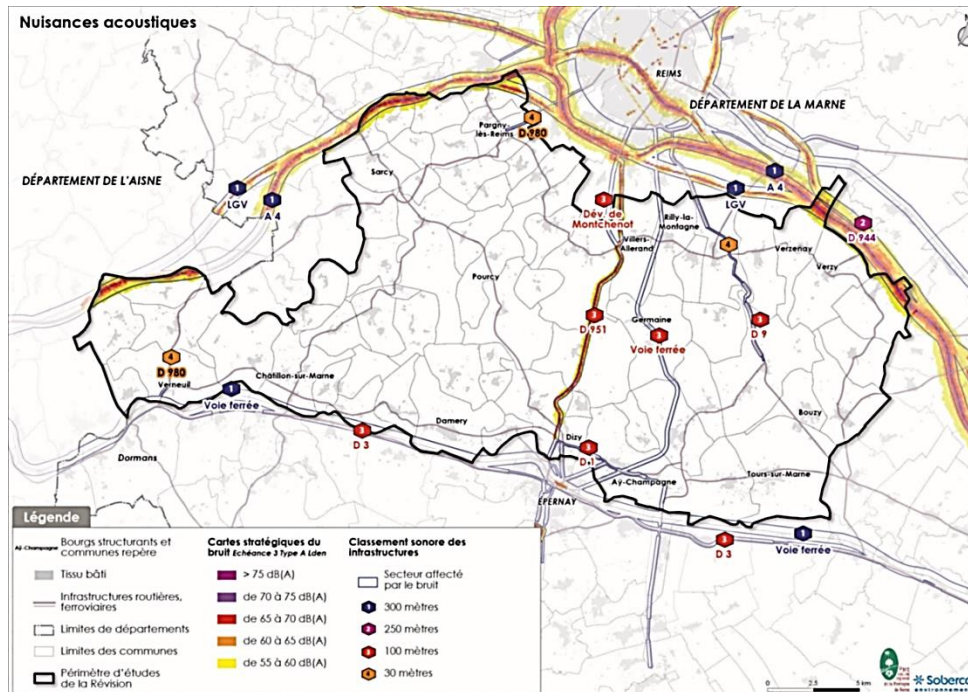 Nuisances acoustiques
REIMS
DÉPARTEMENT DE LA MARNE
4
D 980
Pargny-
lès-Reims
DÉPARTEMENT DE L'AISNE
Sarcy
1
LGV
1
A 4
3
Dév. de
Montchenot
1
LGV
1
A 4
2
D 944
Rilly-la-
Montagne
Villers-
Allerand
4
Verzenay
Verzy
Pourcy
3
D 951
Germaine
3
Voie ferrée
3
D 9
4
D 980
Verneuil
Châtillon-sur-Marne
1
Voie ferrée
Damery
3
D 3
Dormans
Bouzy
Dizy
3
D 1
Aÿ-Champagne
Tours-sur-Marne
ÉPERNAY
3
D 3
1
Voie ferrée
Légende
Aÿ-Champagne Bourgs structurants et
communes repère
Tissu bâti
Infrastructures routières,
ferroviaires
Limites de départements
Limites des communes
Périmètre d'études
de la Révision
Cartes stratégiques du
bruit Echéance 3 Type A Lden
> 75 dB(A)
de 70 à 75 dB(A)
de 65 à 70 dB(A)
de 60 à 65 dB(A)
de 55 à 60 dB(A)
Classement sonore des
infrastructures
Secteur affecté
par le bruit
1 300 mètres
2 250 mètres
3 100 mètres
4 30 mètres
0 2.5 5 km
Soberco
environnement